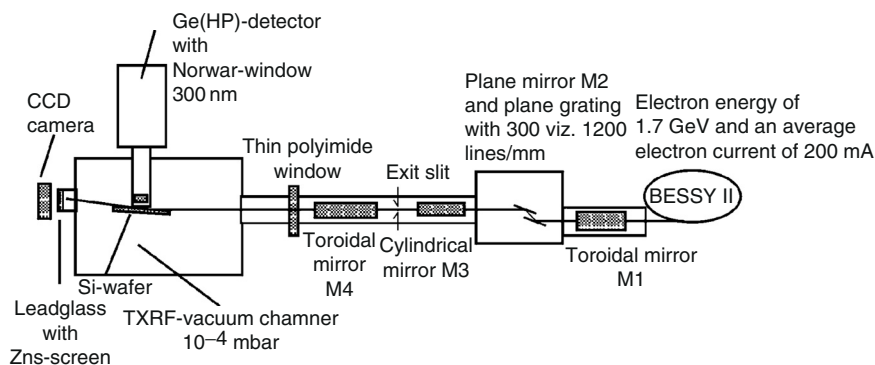 Ge(HP)-detector
with
Norwar-window
300 nm
CCD
camera
Thin polyimide
window
Exit slit
Plane mirror M2
and plane grating
with 300 viz. 1200
lines/mm
Electron energy of
1.7 GeV and an average
electron current of 200 mA
BESSY II
Toroidal
mirror
M4
Cylindrical
mirror M3
Toroidal mirror
M1
Si-wafer
Leadglass
with
Zns-screen
TXRF-vacuum chamner
10–4 mbar